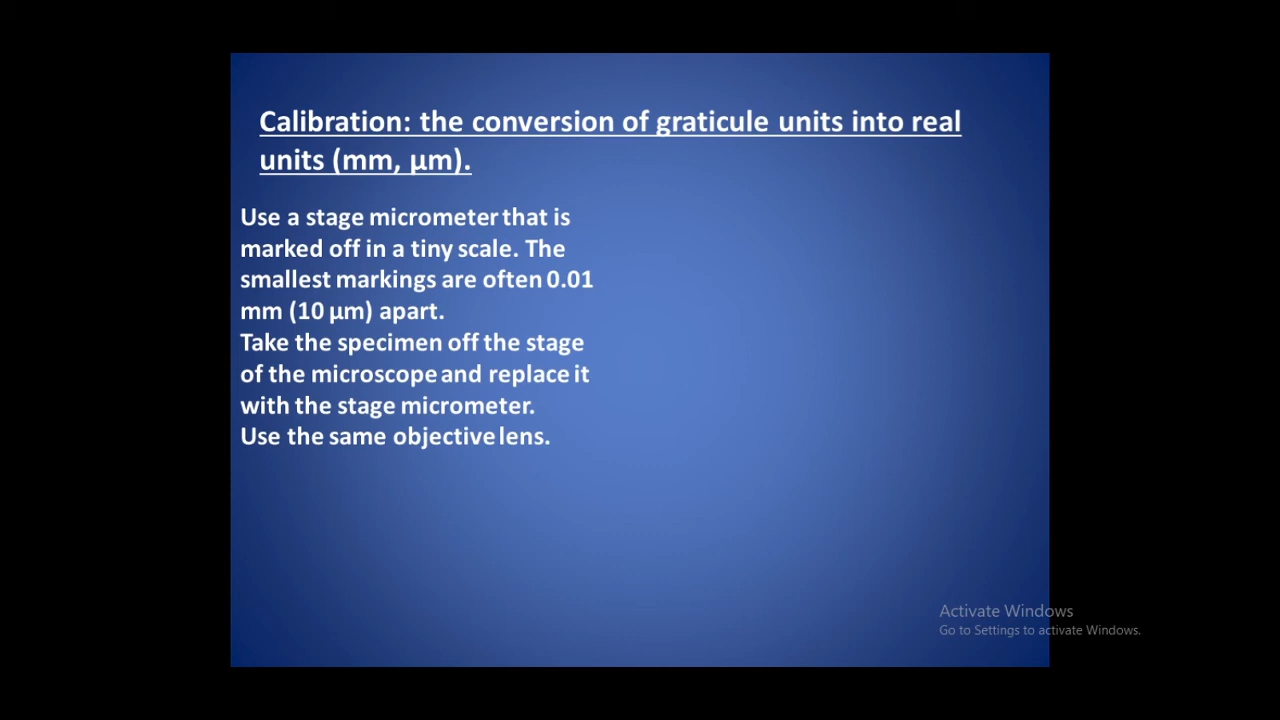 Calibration: the conversion of graticule units into real
units (mm, µm).
Use a stage micrometer that is
marked off in a tiny scale. The
smallest markings are often 0.01
mm (10 µm) apart.
Take the specimen off the stage
of the microscope and replace it
with the stage micrometer.
Use the same objective lens.
Activate Windows
Go to Settings to activate Windows.